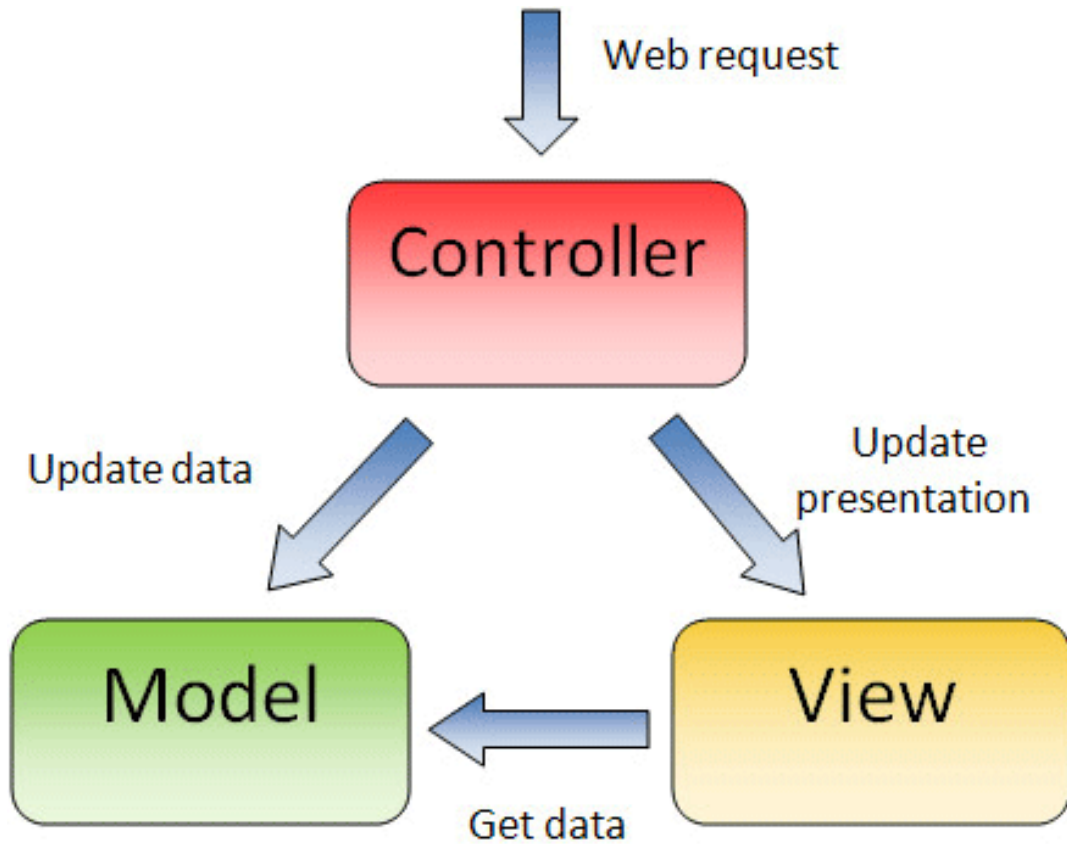 Web request
Controller
Update data
Update
presentation
Model
View
Get data